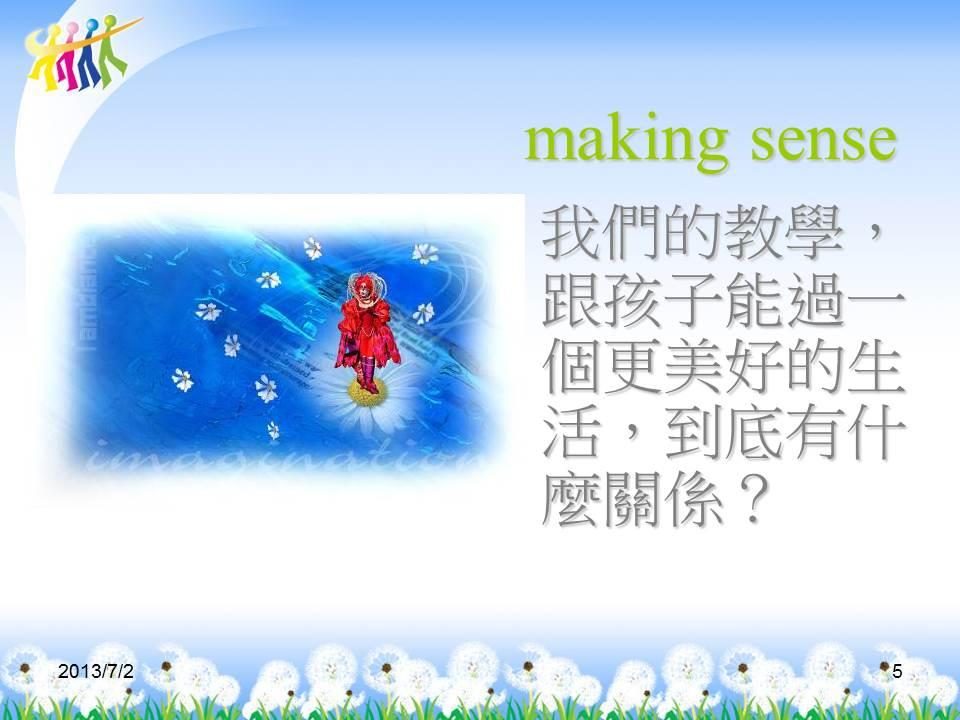 making sense
我們的教學，
跟孩子能過一
個更美好的生
活，到底有什
麼關係？
imagination
2013/7/2
5